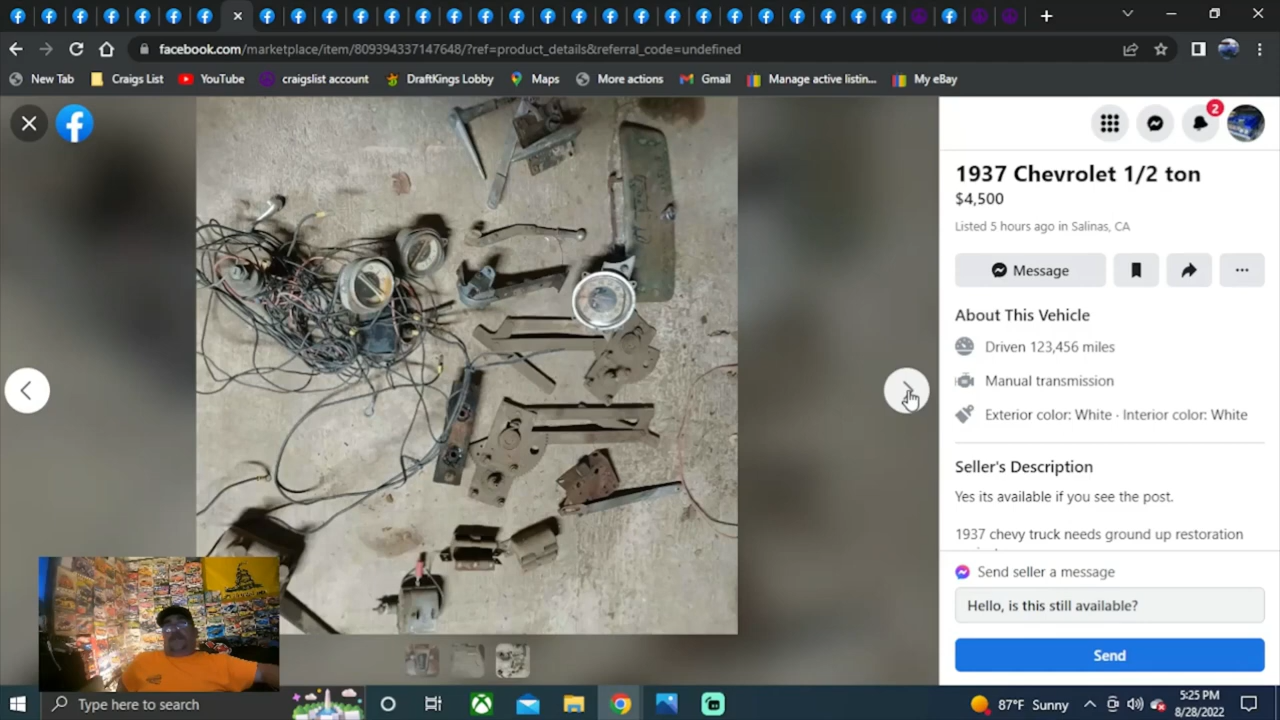 facebook.com/marketplace/item/809394337147648/?ref=product_details&referral_code=undefined
New Tab
Craigs List
YouTube
craigslist account
DraftKings Lobby
Maps
More actions
Gmail
Manage active listin...
My eBay
2
1937 Chevrolet 1/2 ton
$4,500
Listed 5 hours ago in Salinas, CA
Message
About This Vehicle
Driven 123,456 miles
Manual transmission
Exterior color: White · Interior color: White
Seller's Description
Yes its available if you see the post.
1937 chevy truck needs ground up restoration
Send seller a message
Hello, is this still available?
Send
Type here to search
87°F Sunny
5:25 PM
8/28/2022